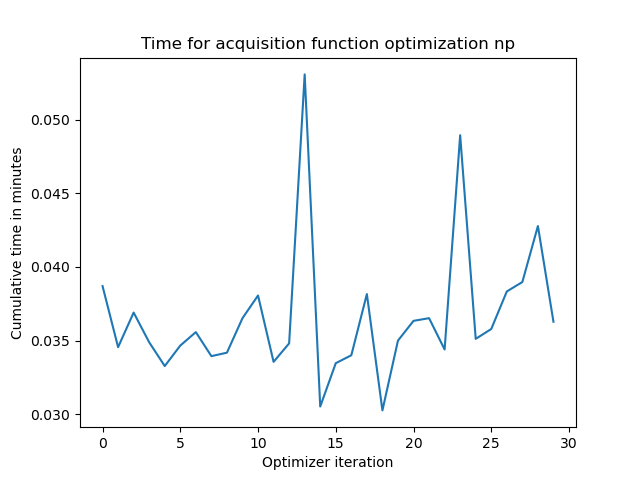 Time for acquisition function optimization np
Cumulative time in minutes
0.050
0.045
0.040
0.035
0.030
0 5 10 15 20 25 30
Optimizer iteration